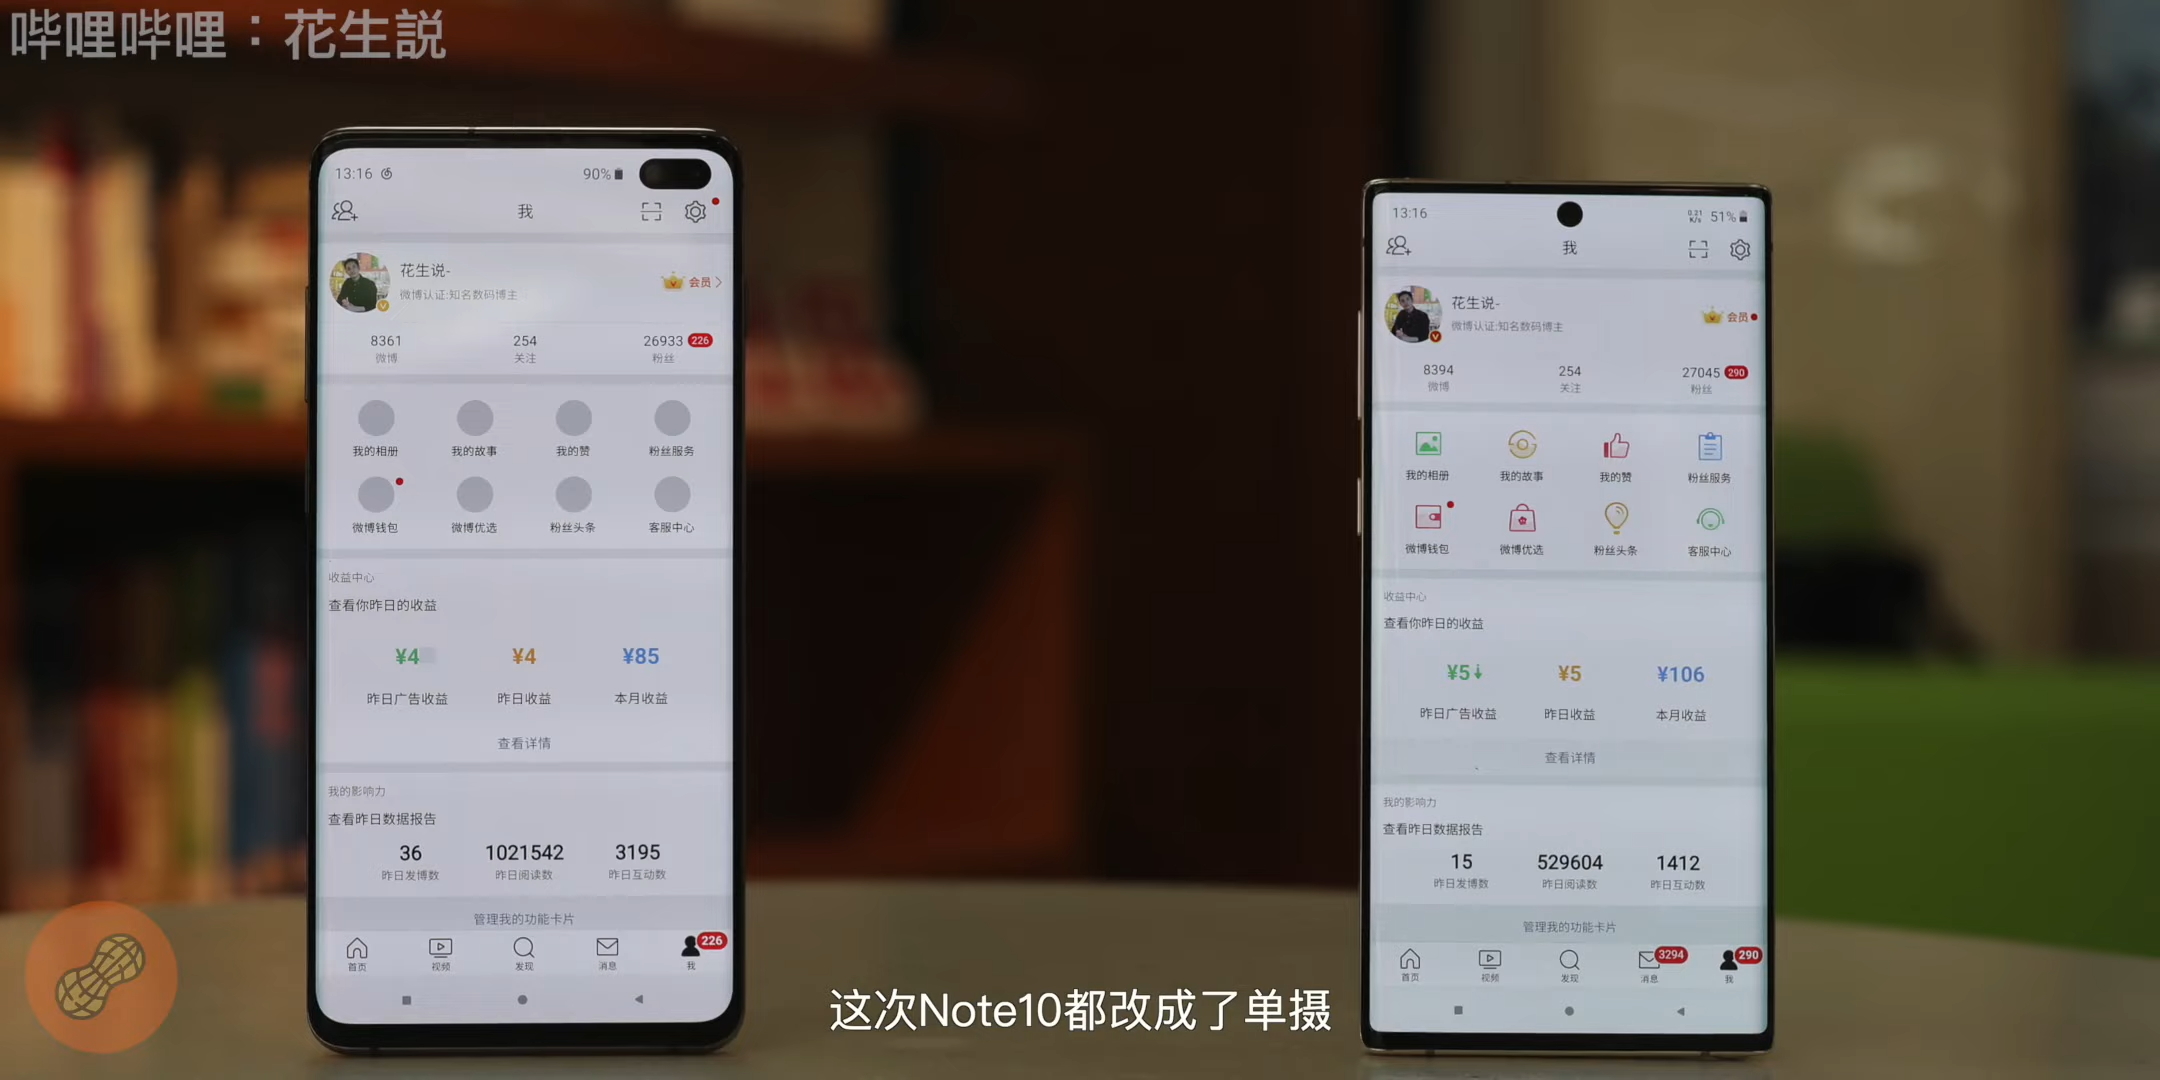 哔哩哔哩：花生説
13:16
90%
我
花生说-
微博认证:知名数码博主
会员
8361
254
26933
226
微博
关注
粉丝
我的相册
我的故事
我的赞
粉丝服务
微博钱包
微博优选
粉丝头条
客服中心
收益中心
查看你昨日的收益
¥4
¥4
¥85
昨日广告收益
昨日收益
本月收益
查看详情
我的影响力
查看昨日数据报告
36
1021542
3195
昨日发博数
昨日阅读数
昨日互动数
管理我的功能卡片
226
首页
视频
发现
消息
我
13:16
0.21
K/s
51%
我
花生说-
微博认证:知名数码博主
会员
8394
254
27045
290
微博
关注
粉丝
我的相册
我的故事
我的赞
粉丝服务
微博钱包
微博优选
粉丝头条
客服中心
收益中心
查看你昨日的收益
¥5
¥5
¥106
昨日广告收益
昨日收益
本月收益
查看详情
我的影响力
查看昨日数据报告
15
529604
1412
昨日发博数
昨日阅读数
昨日互动数
管理我的功能卡片
3294
290
首页
视频
发现
消息
我
这次Note10都改成了单摄